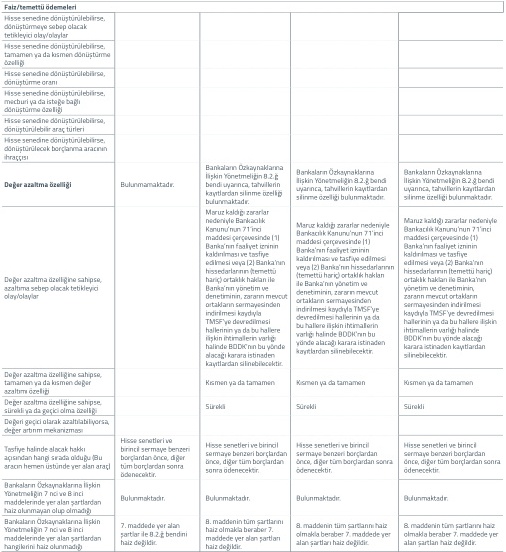 Faiz/temettü ödemeleri
Hisse senedine dönüştürülebilirse,
dönüştürmeye sebep olacak
tetikleyici olay/olaylar
Hisse senedine dönüştürülebilirse,
tamamen ya da kısmen dönüştürme
özelliği
Hisse senedine dönüştürülebilirse,
dönüştürme oranı
Hisse senedine dönüştürülebilirse,
mecburi ya da isteğe bağlı
dönüştürme özelliği
Hisse senedine dönüştürülebilirse,
dönüştürülebilir araç türleri
Hisse senedine dönüştürülebilirse,
dönüştürülecek borçlanma aracının
ihraççısı
Değer azaltma özelliği
Bulunmamaktadır.
Bankaların Özkaynaklarına
İlişkin Yönetmeliğin 8.2.ğ
bendi uyarınca, tahvillerin
kayıtlardan silinme özelliği
bulunmaktadır.
Bankaların Özkaynaklarına
İlişkin Yönetmeliğin 8.2.ğ bendi
uyarınca, tahvillerin kayıtlardan
silinme özelliği bulunmaktadır.
Bankaların Özkaynaklarına
İlişkin Yönetmeliğin 8.2.ğ bendi
uyarınca, tahvillerin kayıtlardan
silinme özelliği bulunmaktadır.
Değer azaltma özelliğine sahipse,
azaltıma sebep olacak tetikleyici
olay/olaylar
Maruz kaldığı zararlar
nedeniyle Bankacılık
Kanunu'nun 71'inci
maddesi çerçevesinde (1)
Banka'nın faaliyet izninin
kaldırılması ve tasfiye
edilmesi veya (2) Banka'nın
hissedarlarının (temettü
hariç) ortaklık hakları ile
Banka'nın yönetim ve
denetiminin, zararın mevcut
ortakların sermayesinden
indirilmesi kaydıyla
TMSF'ye devredilmesi
hallerinin ya da bu hallere
ilişkin ihtimallerin varlığı
halinde BDDK'nın bu yönde
alacağı karara istinaden
kayıtlardan silinebilecektir.
Maruz kaldığı zararlar nedeniyle
Bankacılık Kanunu'nun 71'inci
maddesi çerçevesinde (1)
Banka'nın faaliyet izninin
kaldırılması ve tasfiye edilmesi
veya (2) Banka'nın hissedarlarının
(temettü hariç) ortaklık hakları
ile Banka'nın yönetim ve
denetiminin, zararın mevcut
ortakların sermayesinden
indirilmesi kaydıyla TMSF'ye
devredilmesi hallerinin ya da
bu hallere ilişkin ihtimallerin
varlığı halinde BDDK'nın bu yönde
alacağı karara istinaden
kayıtlardan silinebilecektir.
Maruz kaldığı zararlar nedeniyle
Bankacılık Kanunu'nun 71'inci
maddesi çerçevesinde (1)
Banka'nın faaliyet izninin
kaldırılması ve tasfiye
edilmesi veya (2) Banka'nın
hissedarlarının (temettü hariç)
ortaklık hakları ile Banka'nın
yönetim ve denetiminin,
zararın mevcut ortakların
sermayesinden indirilmesi
kaydıyla TMSF'ye devredilmesi
hallerinin ya da bu hallere ilişkin
ihtimallerin varlığı halinde
BDDK'nın bu yönde alacağı
karara istinaden kayıtlardan
silinebilecektir.
Değer azaltma özelliğine sahipse,
tamamen ya da kısmen değer
azaltımı özelliği
Kısmen ya da tamamen
Kısmen ya da tamamen
Kısmen ya da tamamen
Değer azaltma özelliğine sahipse,
sürekli ya da geçici olma özelliği
Sürekli
Sürekli
Sürekli
Değeri geçici olarak azaltılabiliyorsa,
değer artırım mekanizması
Tasfiye halinde alacak hakkı
açısından hangi sırada olduğu (Bu
aracın hemen üstünde yer alan araç)
Hisse senetleri ve
birincil sermaye benzeri
borçlardan önce, diğer
tüm borçlardan sonra
ödenecektir.
Hisse senetleri ve birincil
sermaye benzeri borçlardan
önce, diğer tüm borçlardan
sonra ödenecektir.
Hisse senetleri ve birincil
sermaye benzeri borçlardan
önce, diğer tüm borçlardan sonra
ödenecektir.
Hisse senetleri ve birincil
sermaye benzeri borçlardan
önce, diğer tüm borçlardan sonra
ödenecektir.
Bankaların Özkaynaklarına İlişkin
Yönetmeliğin 7 nci ve 8 inci
maddelerinde yer alan şartlardan
haiz olunmayan olup olmadığı
Bulunmaktadır.
Bulunmaktadır.
Bulunmaktadır.
Bulunmaktadır.
Bankaların Özkaynaklarına İlişkin
Yönetmeliğin 7 nci ve 8 inci
maddelerinde yer alan şartlardan
hangilerini haiz olunmadığı
7. maddede yer alan
şartlar ile 8.2.ğ bendini
haiz değildir.
8. maddenin tüm şartlarını
haiz olmakla beraber 7.
maddede yer alan şartları
haiz değildir.
8. maddenin tüm şartlarını haiz
olmakla beraber 7. maddede yer
alan şartları haiz değildir.
8. maddenin tüm şartlarını haiz
olmakla beraber 7. maddede yer
alan şartları haiz değildir.